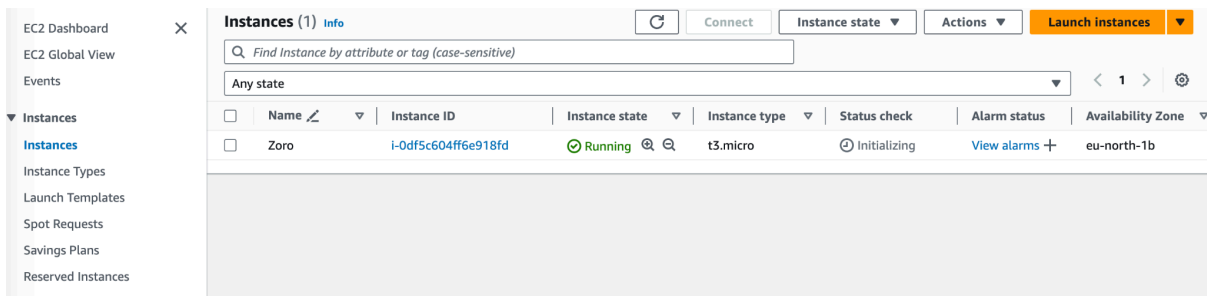 EC2 Dashboard
EC2 Global View
Events
Instances
Instances
Instance Types
Launch Templates
Spot Requests
Savings Plans
Reserved Instances
Instances (1) Info
Connect
Instance state
Actions
Launch instances
Find Instance by attribute or tag (case-sensitive)
Any state
1
Name Instance ID Instance state Instance type Status check Alarm status Availability Zone
Zoro i-0df5c604ff6e918fd Running t3.micro Initializing View alarms + eu-north-1b